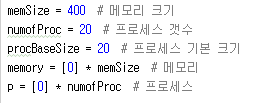 memSize = 400  # 메모리 크기
numofProc = 20  # 프로세스 갯수
procBaseSize = 20  # 프로세스 기본 크기
memory = [0] * memSize  # 메모리
p = [0] * numofProc  # 프로세스